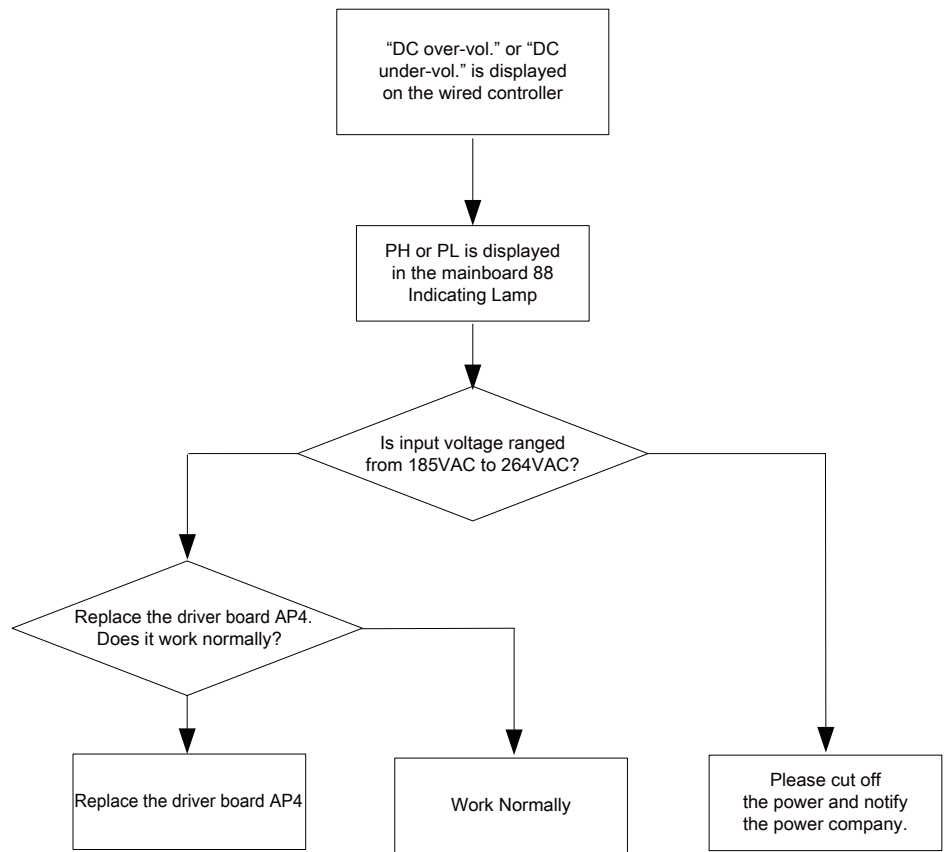 “DC over-vol.” or “DC
under-vol.” is displayed
on the wired controller
PH or PL is displayed
in the mainboard 88
Indicating Lamp
Is input voltage ranged
from 185VAC to 264VAC?
Replace the driver board AP4.
Does it work normally?
Replace the driver board AP4
Work Normally
Please cut off
the power and notify
the power company.